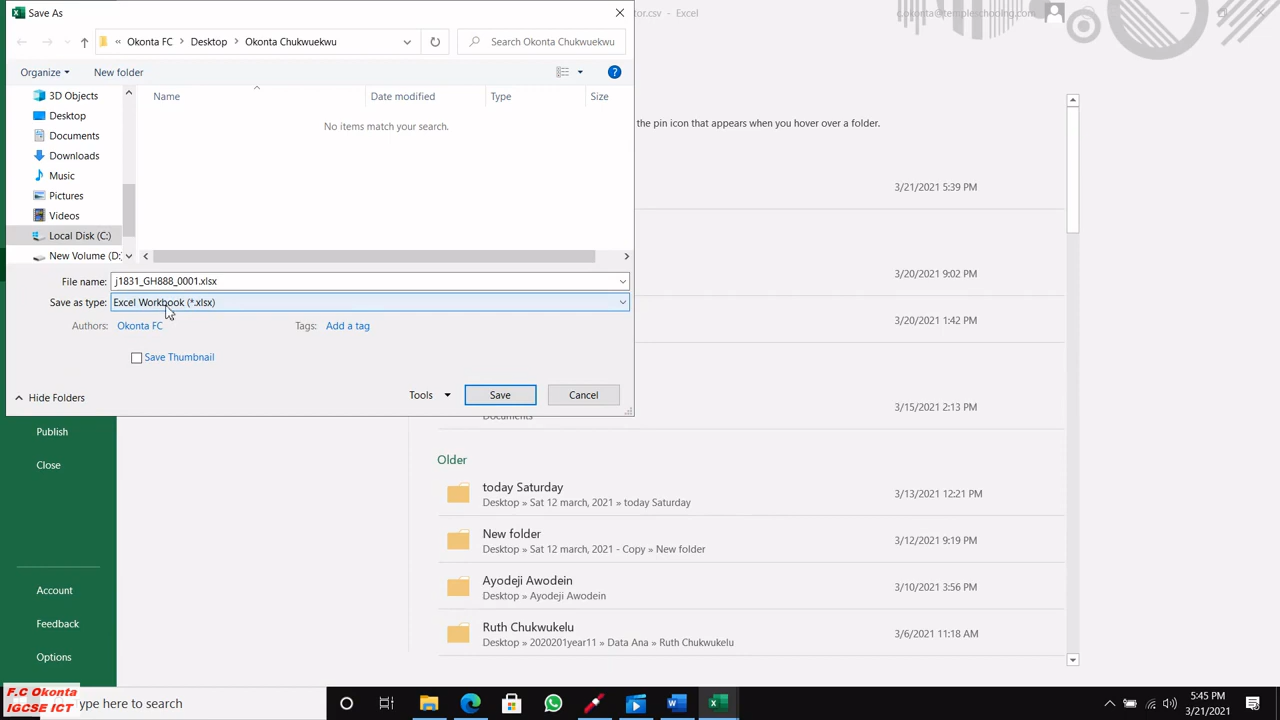 Save As
tor.csv - Excel
c.okonta@templeschooling.com
« Okonta FC > Desktop > Okonta Chukwuekwu
Search Okonta Chukwuekwu
Organize
New folder
Name
Date modified
Type
Size
No items match your search.
3D Objects
Desktop
Documents
Downloads
Music
Pictures
Videos
Local Disk (C:)
New Volume (D:
File name: j1831_GH888_0001.xlsx
Save as type: Excel Workbook (*.xlsx)
Authors: Okonta FC
Tags: Add a tag
Save Thumbnail
Hide Folders
Tools
Save
Cancel
the pin icon that appears when you hover over a folder.
3/21/2021 5:39 PM
3/20/2021 9:02 PM
3/20/2021 1:42 PM
3/15/2021 2:13 PM
Documents
Older
today Saturday
Desktop » Sat 12 march, 2021 » today Saturday
3/13/2021 12:21 PM
New folder
Desktop » Sat 12 march, 2021 - Copy » New folder
3/12/2021 9:19 PM
Ayodeji Awodein
Desktop » Ayodeji Awodein
3/10/2021 3:56 PM
Ruth Chukwukelu
Desktop » 2020201year11 » Data Ana » Ruth Chukwukelu
3/6/2021 11:18 AM
Publish
Close
Account
Feedback
Options
F.C Okonta
IGCSE ICT
ype here to search
5:45 PM
3/21/2021